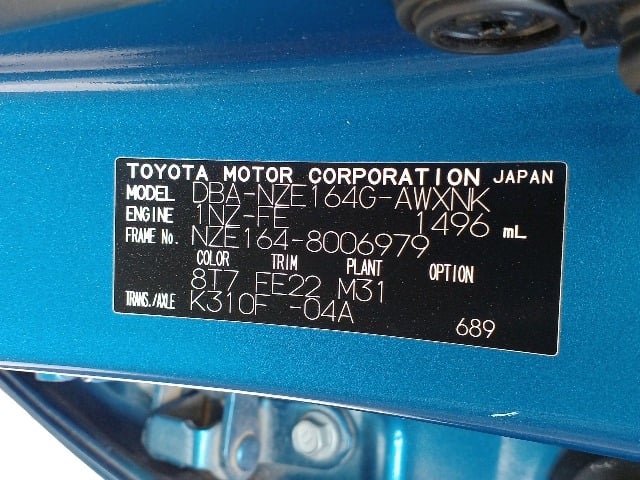 TOYOTA MOTOR CORPORATION JAPAN
MODEL DBA-NZE164G-AWXNK
ENGINE 1NZ-FE 1496 mL
FRAME No. NZE164-8006979
COLOR TRIM PLANT OPTION
8T7 FE22 M31
TRANS./AXLE K310F -04A
689